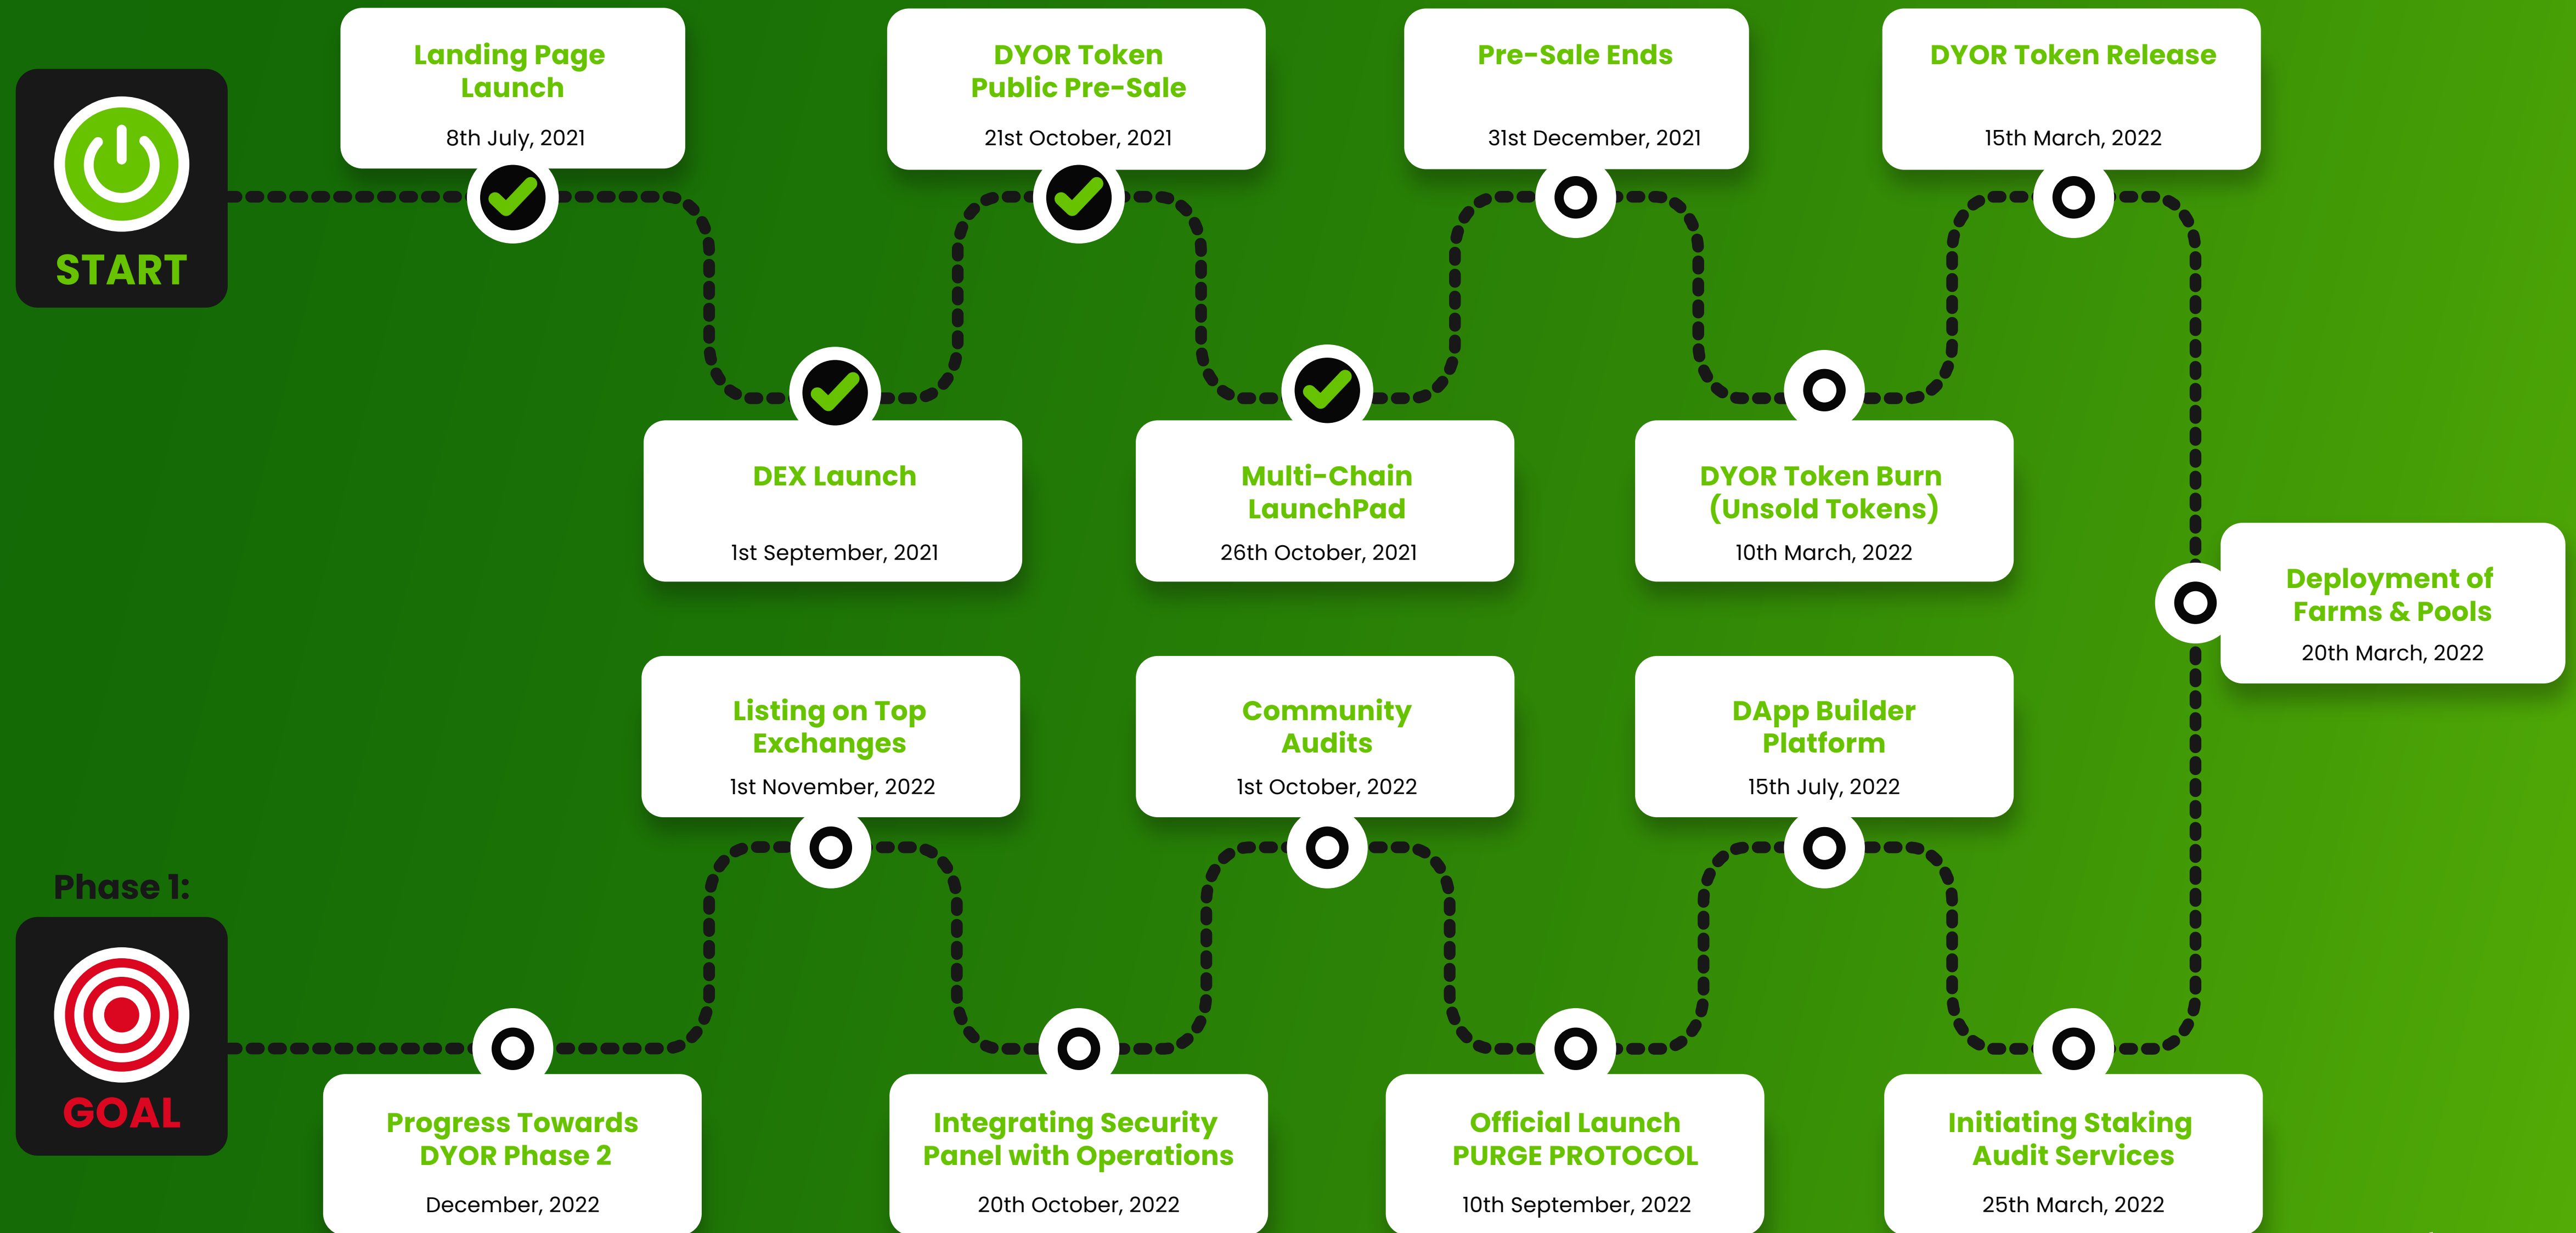 START
Landing Page
Launch
8th July, 2021
DEX Launch
1st September, 2021
DYOR Token
Public Pre-Sale
21st October, 2021
Multi-Chain
LaunchPad
26th October, 2021
Pre-Sale Ends
31st December, 2021
DYOR Token Burn
(Unsold Tokens)
10th March, 2022
DYOR Token Release
15th March, 2022
Deployment of
Farms & Pools
20th March, 2022
Initiating Staking
Audit Services
25th March, 2022
DApp Builder
Platform
15th July, 2022
Official Launch
PURGE PROTOCOL
10th September, 2022
Community
Audits
1st October, 2022
Integrating Security
Panel with Operations
20th October, 2022
Listing on Top
Exchanges
1st November, 2022
Progress Towards
DYOR Phase 2
December, 2022
Phase 1:
GOAL